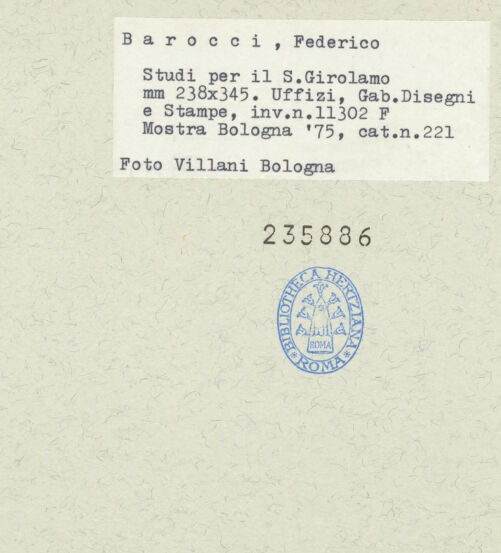 B a r o c c i , Federico
Studi per il S.Girolamo
mm 238x345. Uffizi, Gab.Disegni
e Stampe, inv.n.11302 F
Mostra Bologna '75, cat.n.221
Foto Villani Bologna
235886
BIBLIOTHECA HERTZIANA
ROMA
*ROMA*